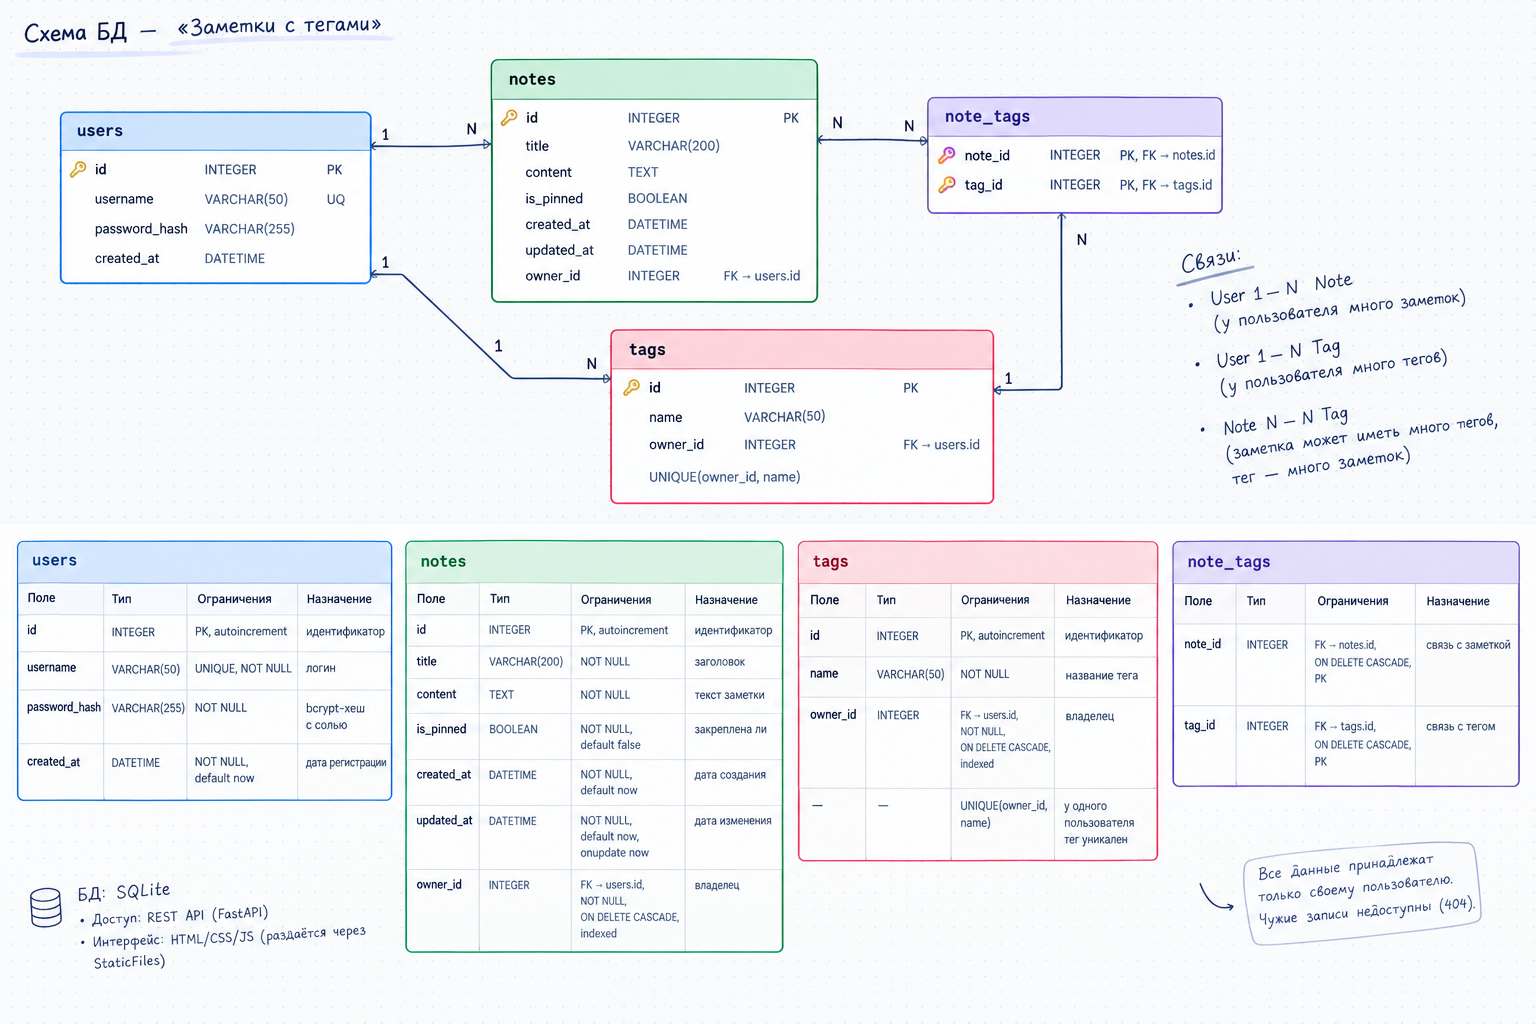 Схема БД — «Заметки с тегами»
users
id INTEGER PK
username VARCHAR(50) UQ
password_hash VARCHAR(255)
created_at DATETIME
1
N
notes
id INTEGER PK
title VARCHAR(200)
content TEXT
is_pinned BOOLEAN
created_at DATETIME
updated_at DATETIME
owner_id INTEGER FK → users.id
N
N
note_tags
note_id INTEGER PK, FK → notes.id
tag_id INTEGER PK, FK → tags.id
N
1
1
N
tags
id INTEGER PK
name VARCHAR(50)
owner_id INTEGER FK → users.id
UNIQUE(owner_id, name)
1
Связи:
• User 1 — N Note
(у пользователя много заметок)
• User 1 — N Tag
(у пользователя много тегов)
• Note N — N Tag
(заметка может иметь много тегов,
тег — много заметок)
users
Поле Тип Ограничения Назначение
id INTEGER PK, autoincrement идентификатор
username VARCHAR(50) UNIQUE, NOT NULL логин
password_hash VARCHAR(255) NOT NULL bcrypt-хеш
с солью
created_at DATETIME NOT NULL, дата регистрации
default now
notes
Поле Тип Ограничения Назначение
id INTEGER PK, autoincrement идентификатор
title VARCHAR(200) NOT NULL заголовок
content TEXT NOT NULL текст заметки
is_pinned BOOLEAN NOT NULL, закреплена ли
default false
created_at DATETIME NOT NULL, дата создания
default now
updated_at DATETIME NOT NULL, дата изменения
default now,
onupdate now
owner_id INTEGER FK → users.id, владелец
NOT NULL,
ON DELETE CASCADE,
indexed
tags
Поле Тип Ограничения Назначение
id INTEGER PK, autoincrement идентификатор
name VARCHAR(50) NOT NULL название тега
owner_id INTEGER FK → users.id, владелец
NOT NULL,
ON DELETE CASCADE,
indexed
— — UNIQUE(owner_id, у одного
name) пользователя
тег уникален
note_tags
Поле Тип Ограничения Назначение
note_id INTEGER FK → notes.id, связь с заметкой
ON DELETE CASCADE,
PK
tag_id INTEGER FK → tags.id, связь с тегом
ON DELETE CASCADE,
PK
БД: SQLite
• Доступ: REST API (FastAPI)
• Интерфейс: HTML/CSS/JS (раздаётся через
StaticFiles)
Все данные принадлежат
только своему пользователю.
Чужие записи недоступны (404).